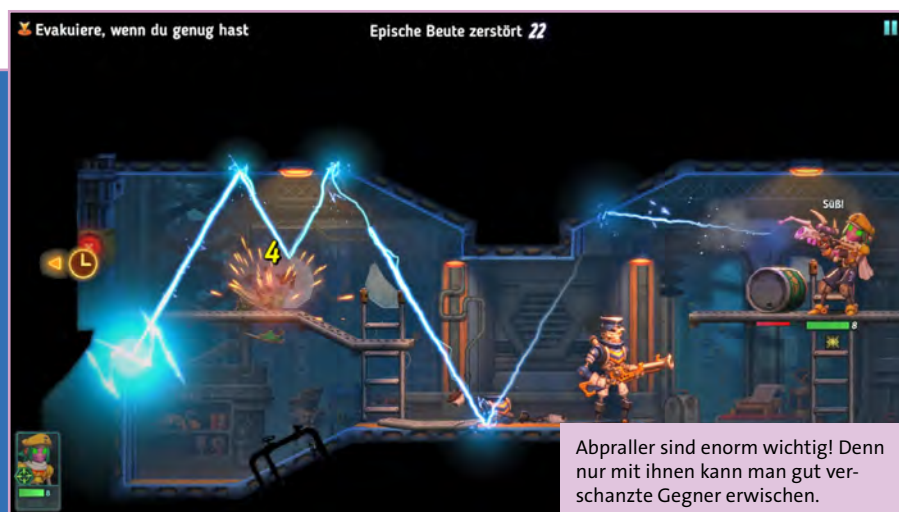 Evakuiere, wenn du genug hast
Epische Beute zerstört 22
Süß!
4
8
8
Abpraller sind enorm wichtig! Denn
nur mit ihnen kann man gut ver-
schanzte Gegner erwischen.